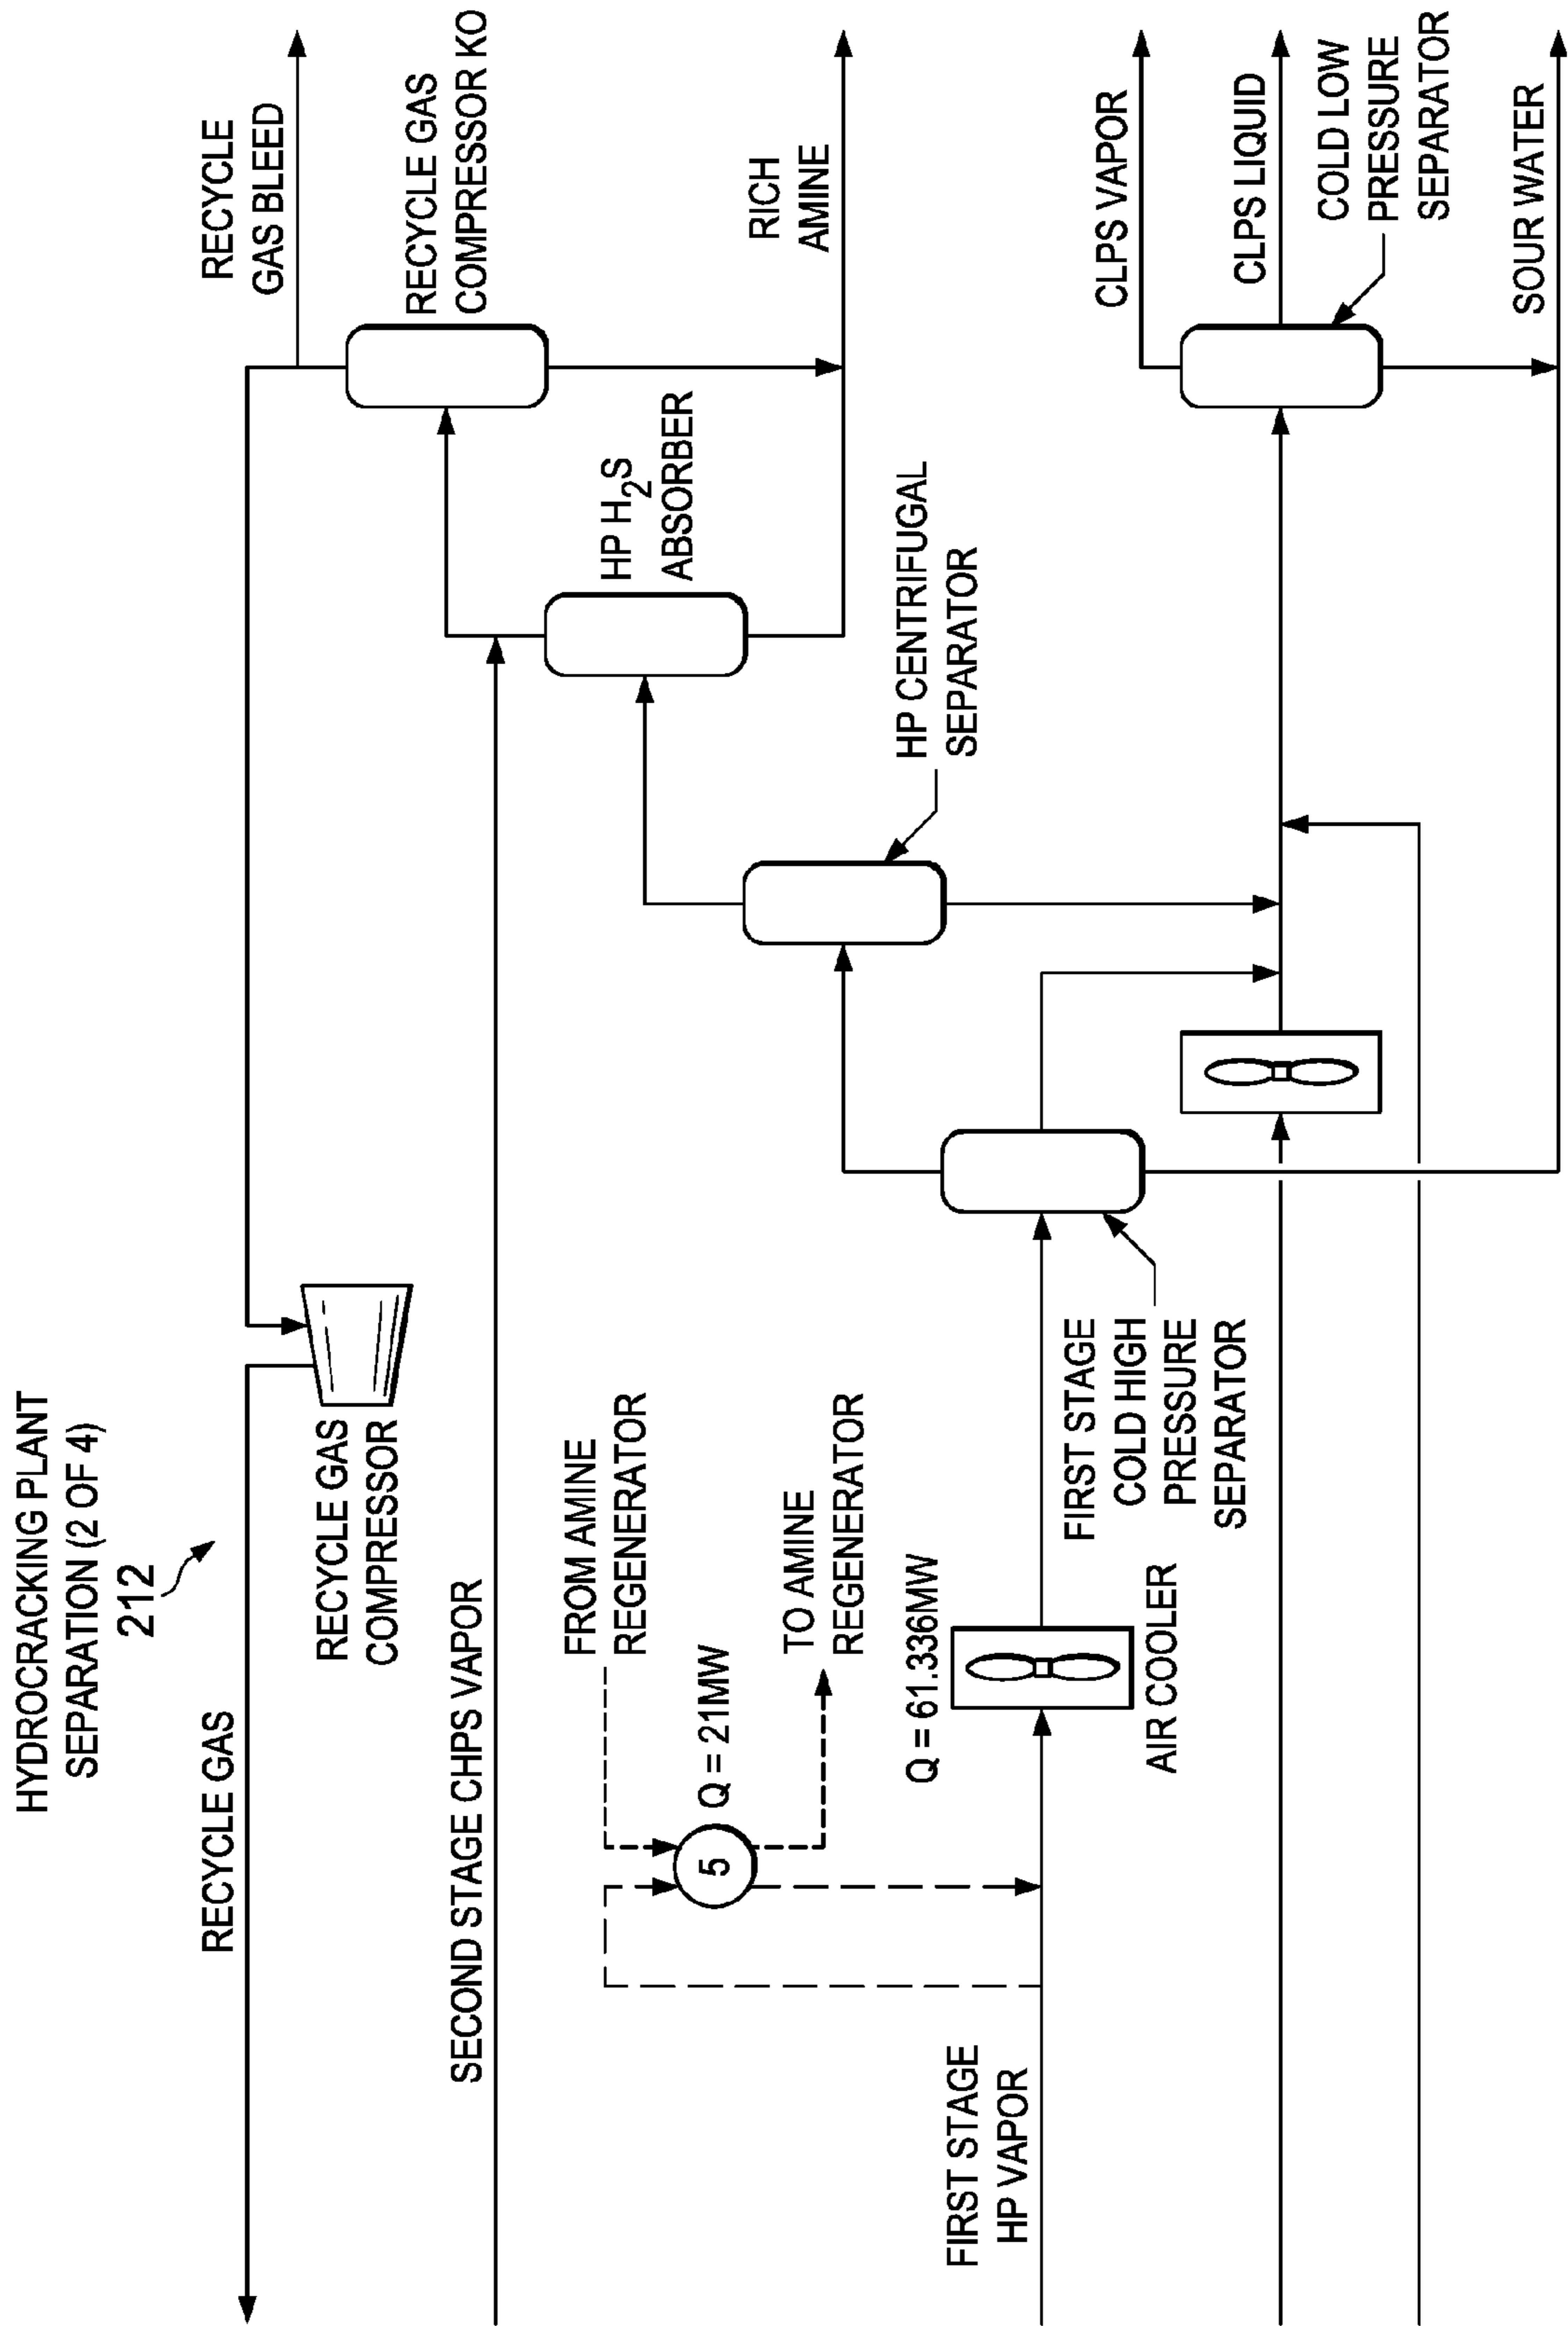 HYDROCRACKING PLANT
SEPARATION (2 OF 4)
212
RECYCLE GAS
RECYCLE GAS
COMPRESSOR
RECYCLE
GAS BLEED
RECYCLE GAS
COMPRESSOR KO
SECOND STAGE CHPS VAPOR
FROM AMINE
REGENERATOR
5
Q = 21MW
TO AMINE
REGENERATOR
HP H2S
ABSORBER
RICH
AMINE
FIRST STAGE
HP VAPOR
Q = 61.336MW
AIR COOLER
FIRST STAGE
COLD HIGH
PRESSURE
SEPARATOR
HP CENTRIFUGAL
SEPARATOR
CLPS VAPOR
CLPS LIQUID
COLD LOW
PRESSURE
SEPARATOR
SOUR WATER